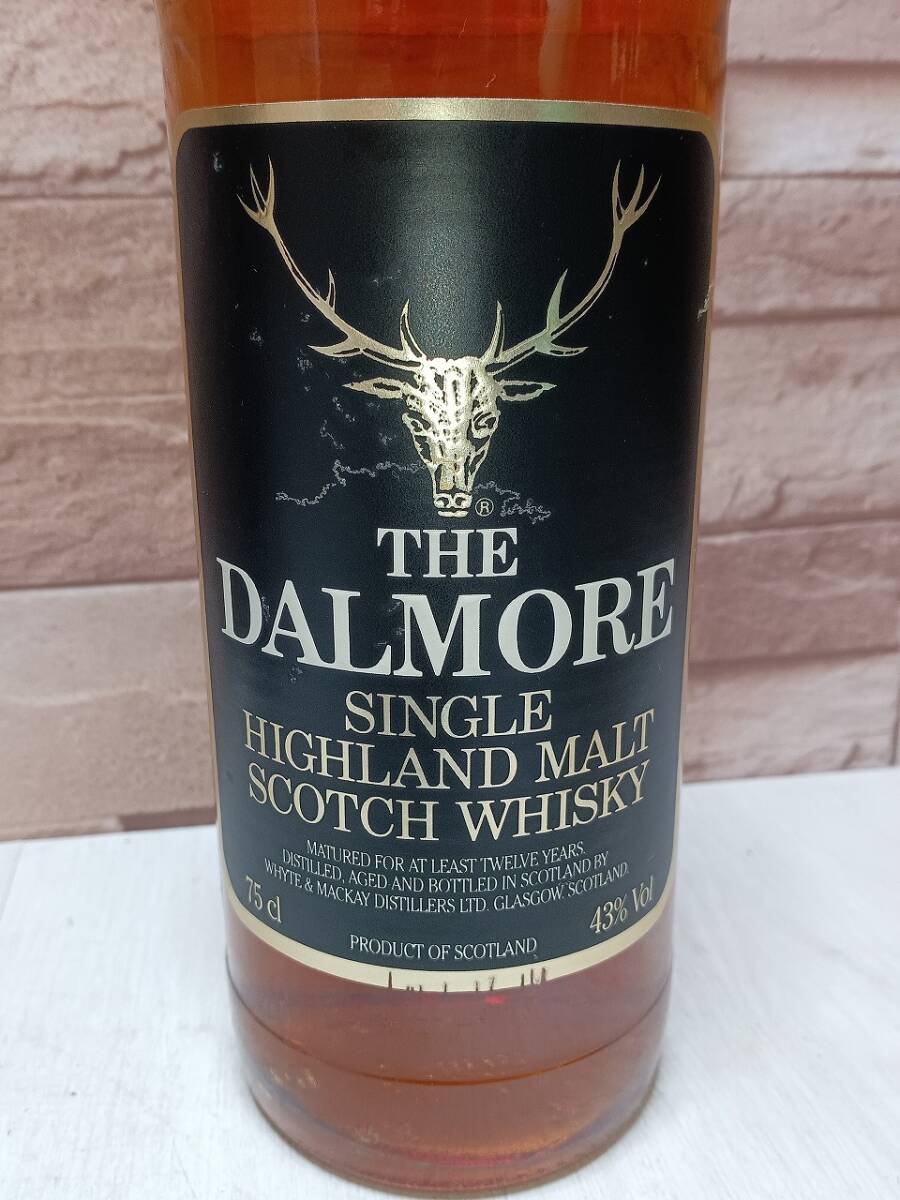 ®
THE
DALMORE
SINGLE
HIGHLAND MALT
SCOTCH WHISKY
MATURED FOR AT LEAST TWELVE YEARS.
DISTILLED, AGED AND BOTTLED IN SCOTLAND BY
WHYTE & MACKAY DISTILLERS LTD. GLASGOW, SCOTLAND.
75 cl
43% Vol
PRODUCT OF SCOTLAND